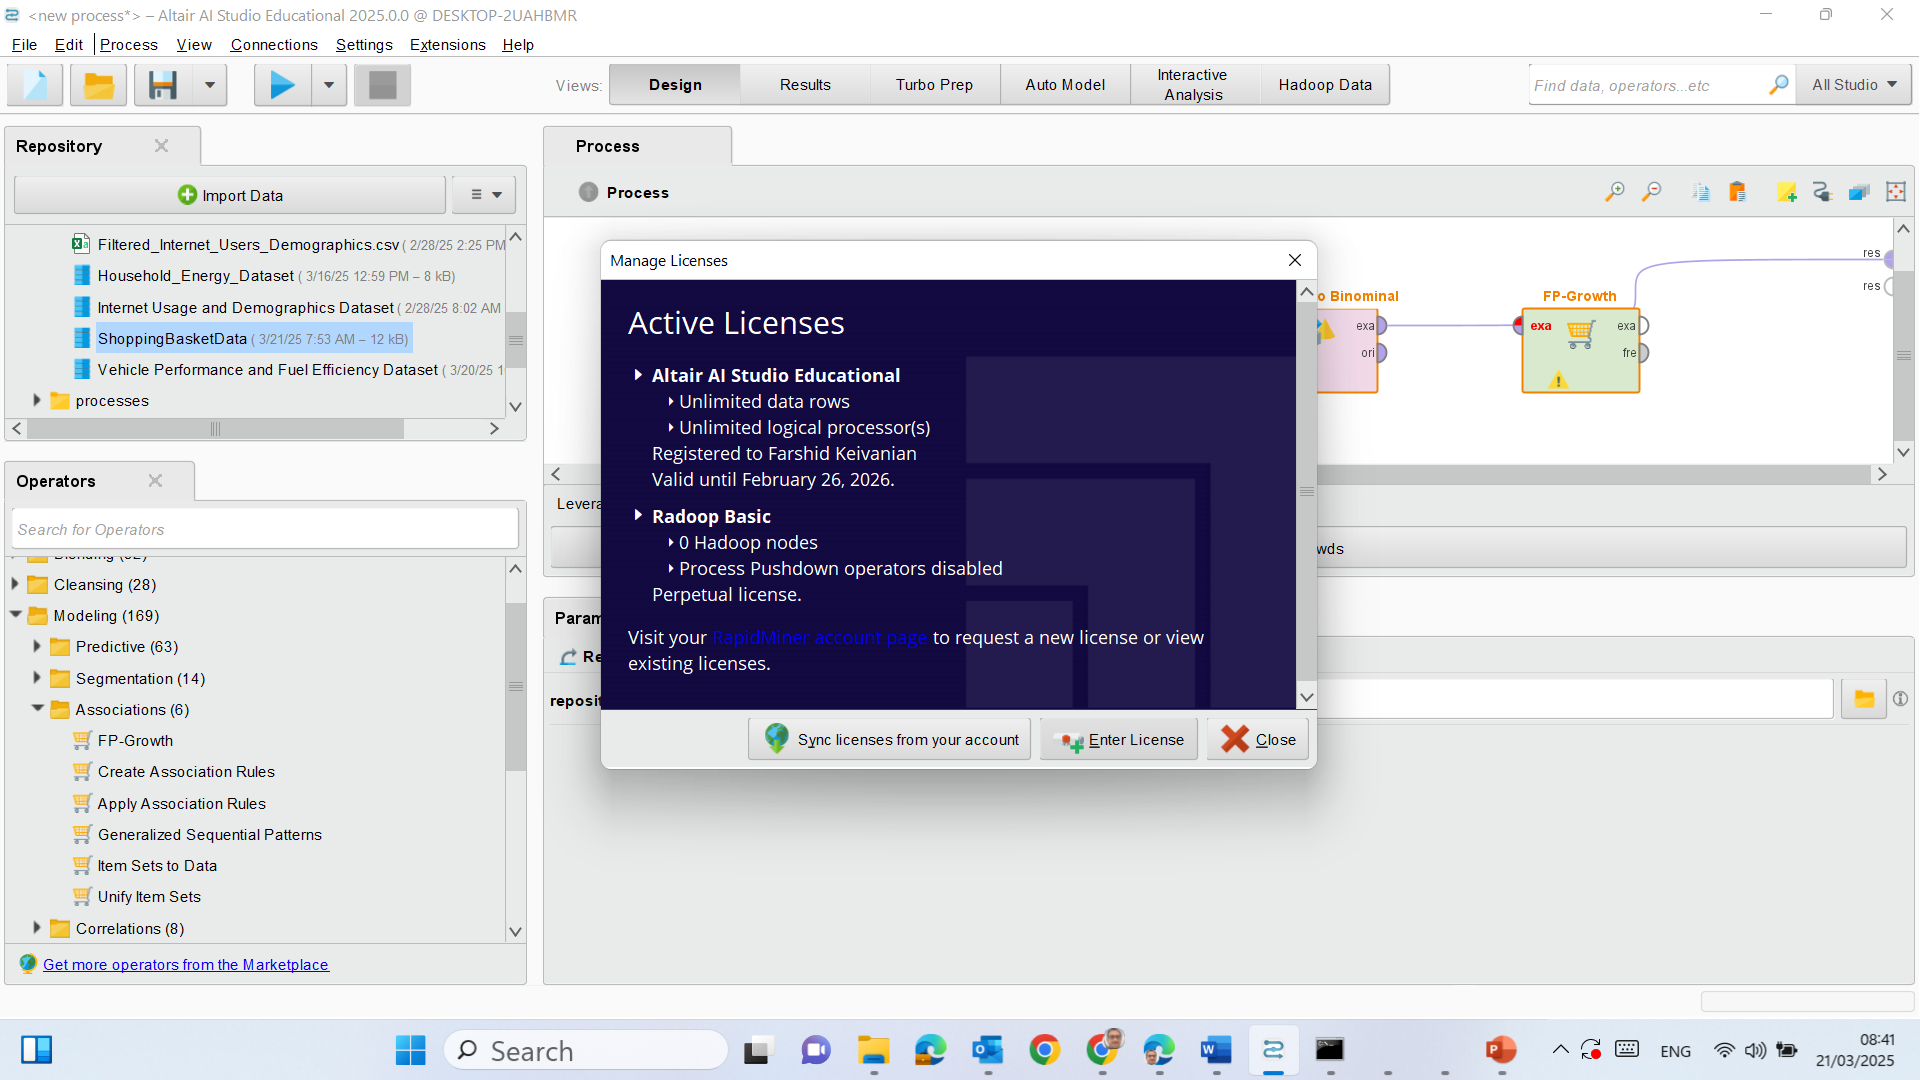 <new process*> – Altair AI Studio Educational 2025.0.0 @ DESKTOP-2UAHBMR
File Edit Process View Connections Settings Extensions Help
Views: Design Results Turbo Prep Auto Model Interactive Analysis Hadoop Data
Find data, operators...etc
All Studio
Repository
Import Data
Filtered_Internet_Users_Demographics.csv ( 2/28/25 2:25 PM
Household_Energy_Dataset ( 3/16/25 12:59 PM – 8 kB)
Internet Usage and Demographics Dataset ( 2/28/25 8:02 AM
ShoppingBasketData ( 3/21/25 7:53 AM – 12 kB)
Vehicle Performance and Fuel Efficiency Dataset ( 3/20/25 1
processes
Operators
Search for Operators
Cleansing (28)
Modeling (169)
Predictive (63)
Segmentation (14)
Associations (6)
FP-Growth
Create Association Rules
Apply Association Rules
Generalized Sequential Patterns
Item Sets to Data
Unify Item Sets
Correlations (8)
Get more operators from the Marketplace
Process
Process
o Binominal
exa
ori
FP-Growth
exa
exa
fre
res
res
Levera
wds
Param
Re
reposit
Manage Licenses
Active Licenses
Altair AI Studio Educational
Unlimited data rows
Unlimited logical processor(s)
Registered to Farshid Keivanian
Valid until February 26, 2026.
Radoop Basic
0 Hadoop nodes
Process Pushdown operators disabled
Perpetual license.
Visit your RapidMiner account page to request a new license or view
existing licenses.
Sync licenses from your account
Enter License
Close
Search
ENG
08:41
21/03/2025